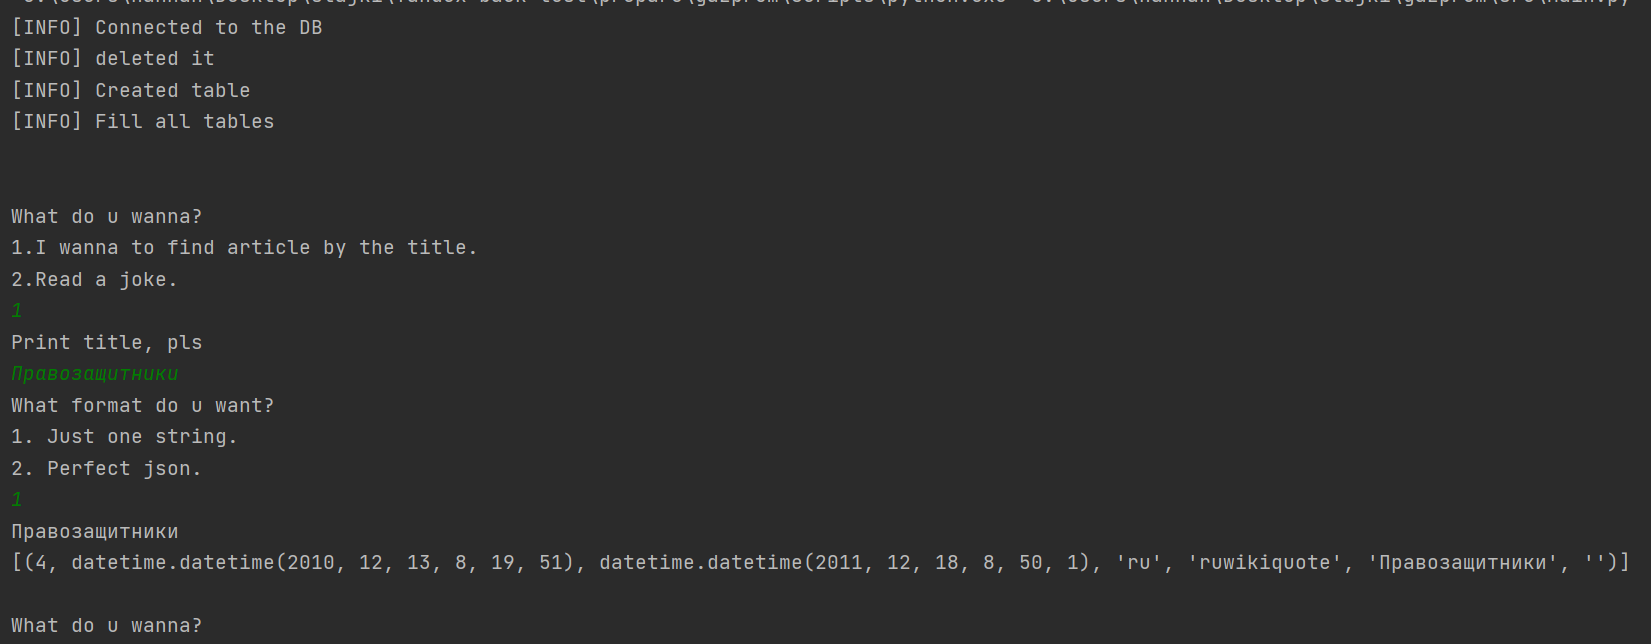 [INFO] Connected to the DB
[INFO] deleted it
[INFO] Created table
[INFO] Fill all tables
What do u wanna?
1.I wanna to find article by the title.
2.Read a joke.
1
Print title, pls
Правозащитники
What format do u want?
1. Just one string.
2. Perfect json.
1
Правозащитники
[(4, datetime.datetime(2010, 12, 13, 8, 19, 51), datetime.datetime(2011, 12, 18, 8, 50, 1), 'ru', 'ruwikiquote', 'Правозащитники', '')]
What do u wanna?